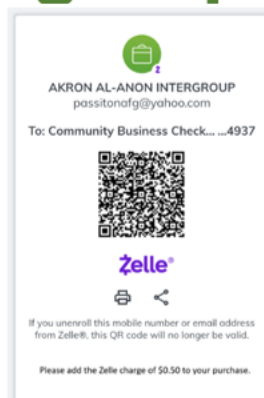 z
AKRON AL-ANON INTERGROUP
passitonafg@yahoo.com
To: Community Business Check... ...4937
Zelle®
If you unenroll this mobile number or email address
from Zelle®, this QR code will no longer be valid.
Please add the Zelle charge of $0.50 to your purchase.